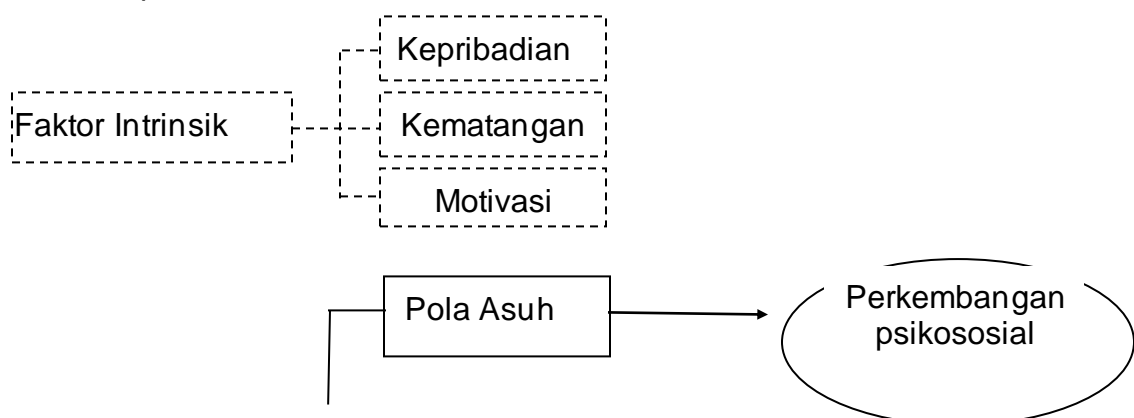 Kepribadian
Faktor Intrinsik
Kematangan
Motivasi
Pola Asuh
Perkembangan
psikososial